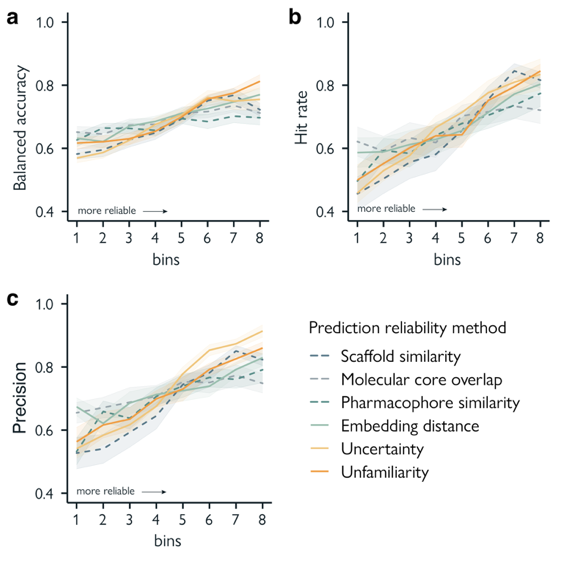 a
Balanced accuracy
1.0
0.8
0.6
0.4
more reliable
1 2 3 4 5 6 7 8
bins
b
Hit rate
1.0
0.8
0.6
0.4
more reliable
1 2 3 4 5 6 7 8
bins
c
Precision
1.0
0.8
0.6
0.4
more reliable
1 2 3 4 5 6 7 8
bins
Prediction reliability method
Scaffold similarity
Molecular core overlap
Pharmacophore similarity
Embedding distance
Uncertainty
Unfamiliarity